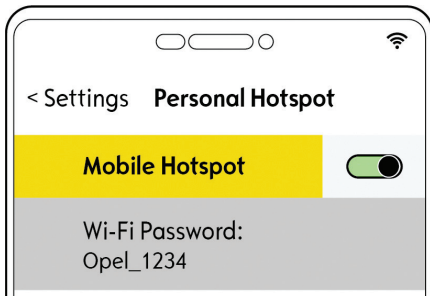 < Settings Personal Hotspot
Mobile Hotspot
Wi-Fi Password:
Opel_1234